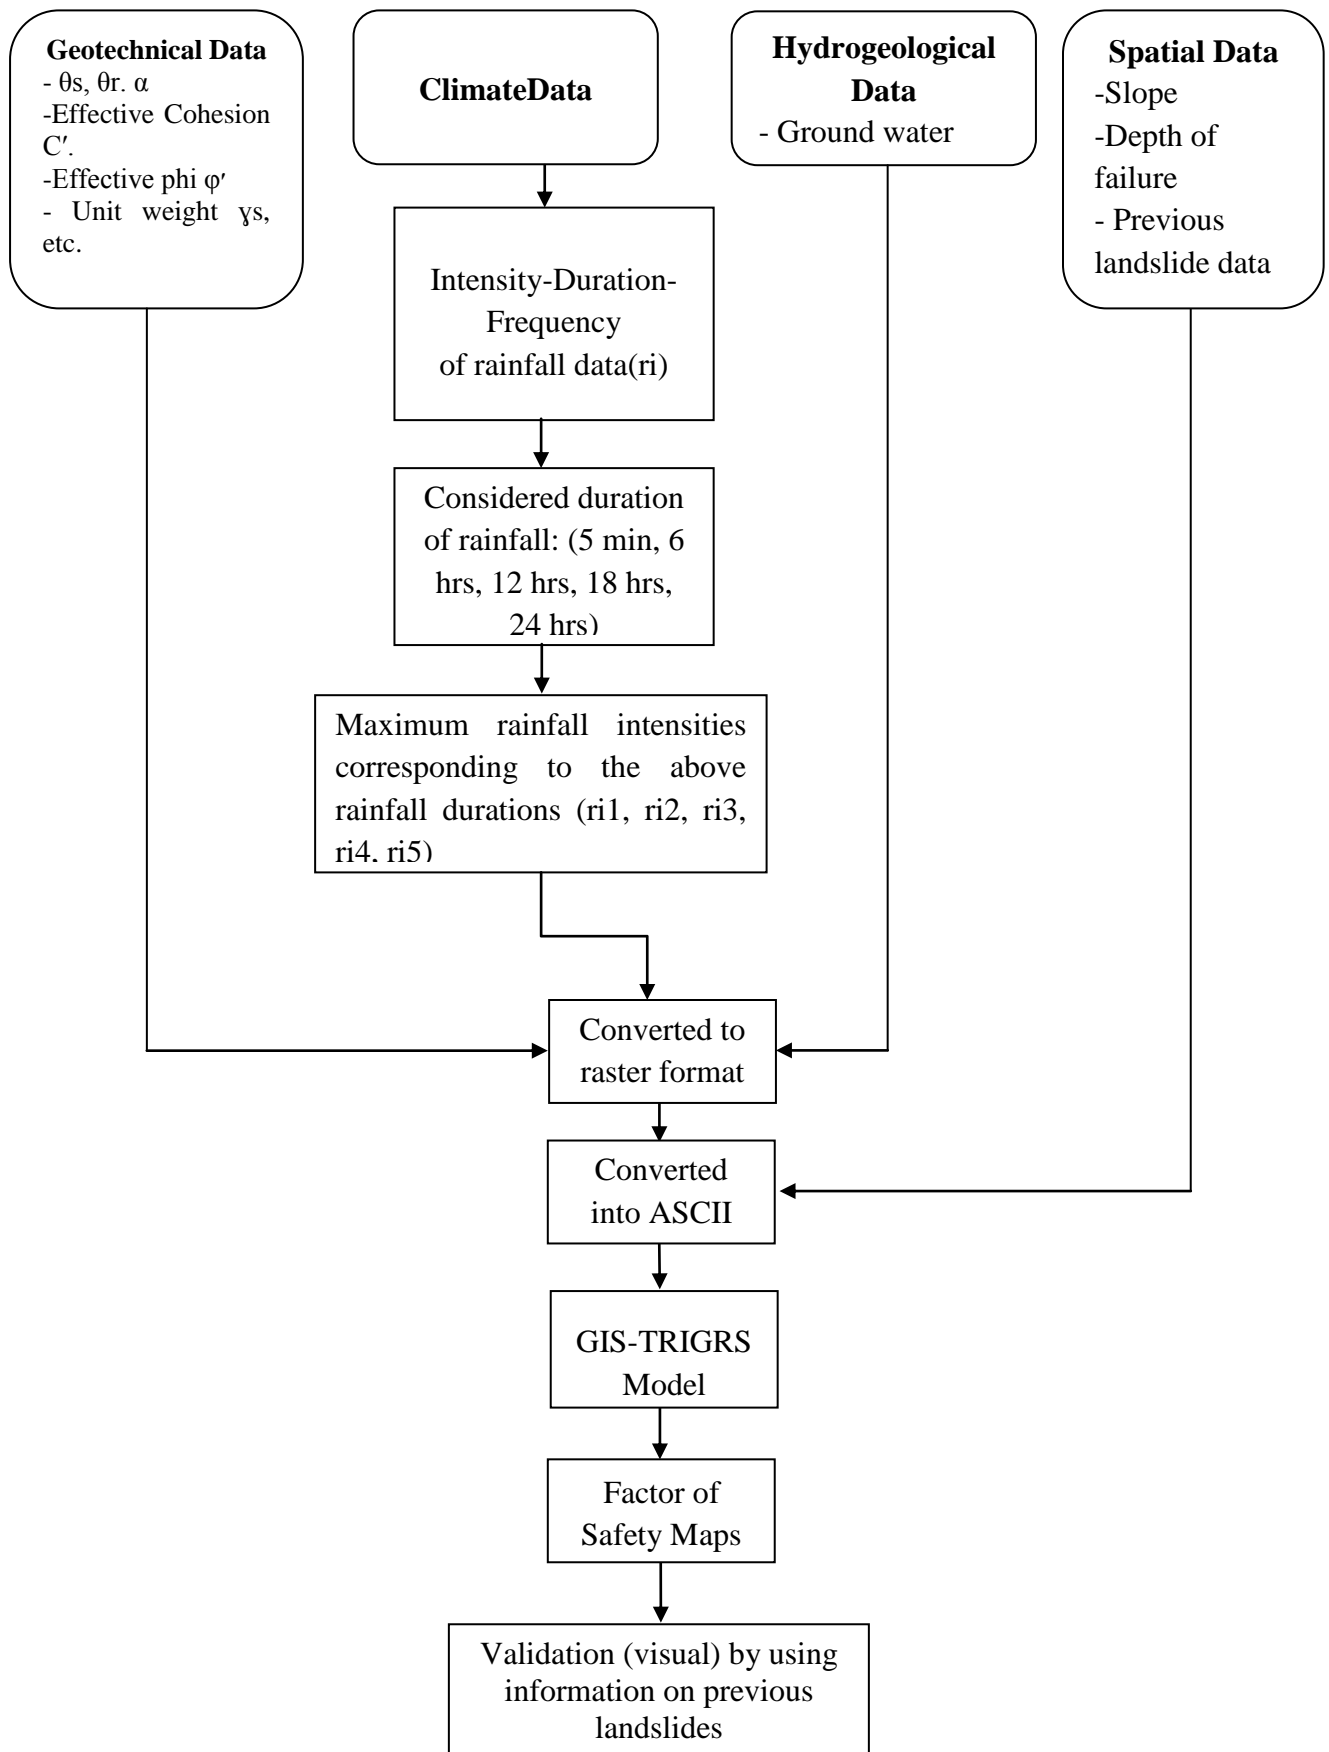 Geotechnical Data
- θs, θr. α
-Effective Cohesion
C′.
-Effective phi φ′
- Unit weight ɣs,
etc.
ClimateData
Hydrogeological
Data
- Ground water
Spatial Data
-Slope
-Depth of
failure
- Previous
landslide data
Intensity-Duration-
Frequency
of rainfall data(ri)
Considered duration
of rainfall: (5 min, 6
hrs, 12 hrs, 18 hrs,
24 hrs)
Maximum rainfall intensities
corresponding to the above
rainfall durations (ri1, ri2, ri3,
ri4, ri5)
Converted to
raster format
Converted
into ASCII
GIS-TRIGRS
Model
Factor of
Safety Maps
Validation (visual) by using
information on previous
landslides